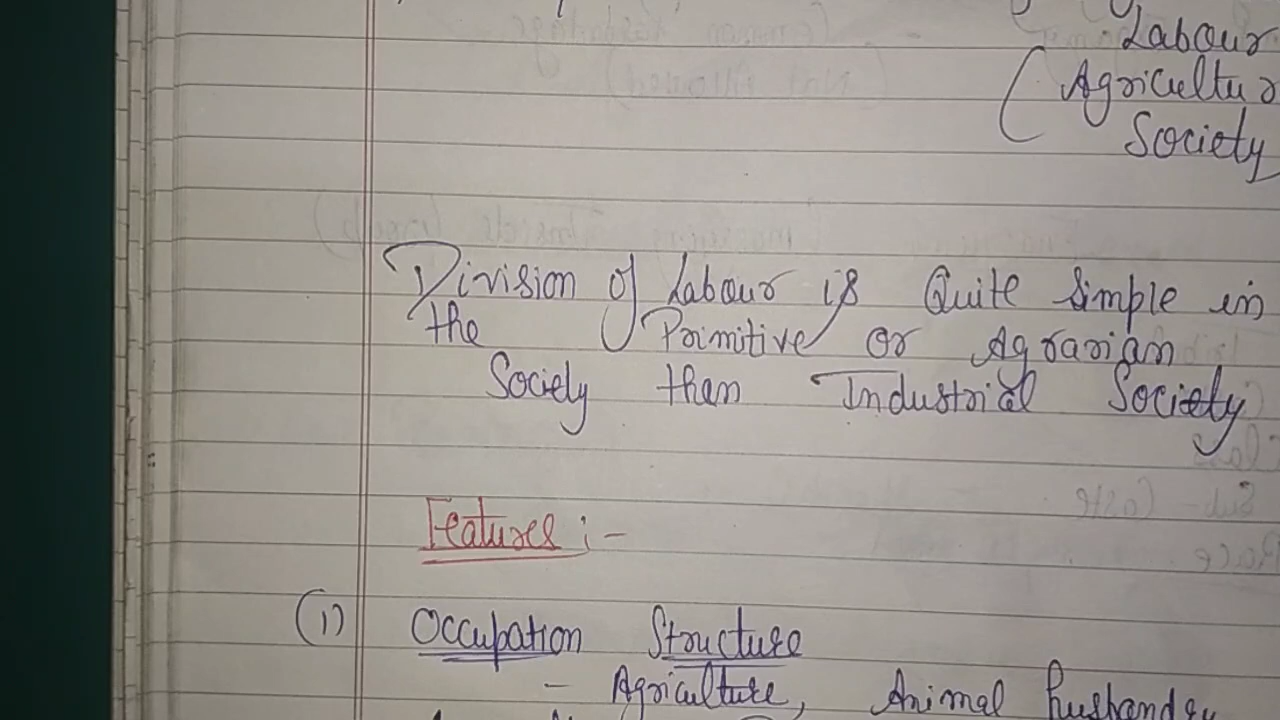 Labour
(Agricultur
Society
Division of Labour is Quite Simple in
the Primitive or Agrarian
Society than Industrial Society
Features :-
(1) Occupation Structure
- Agriculture, Animal husbandry